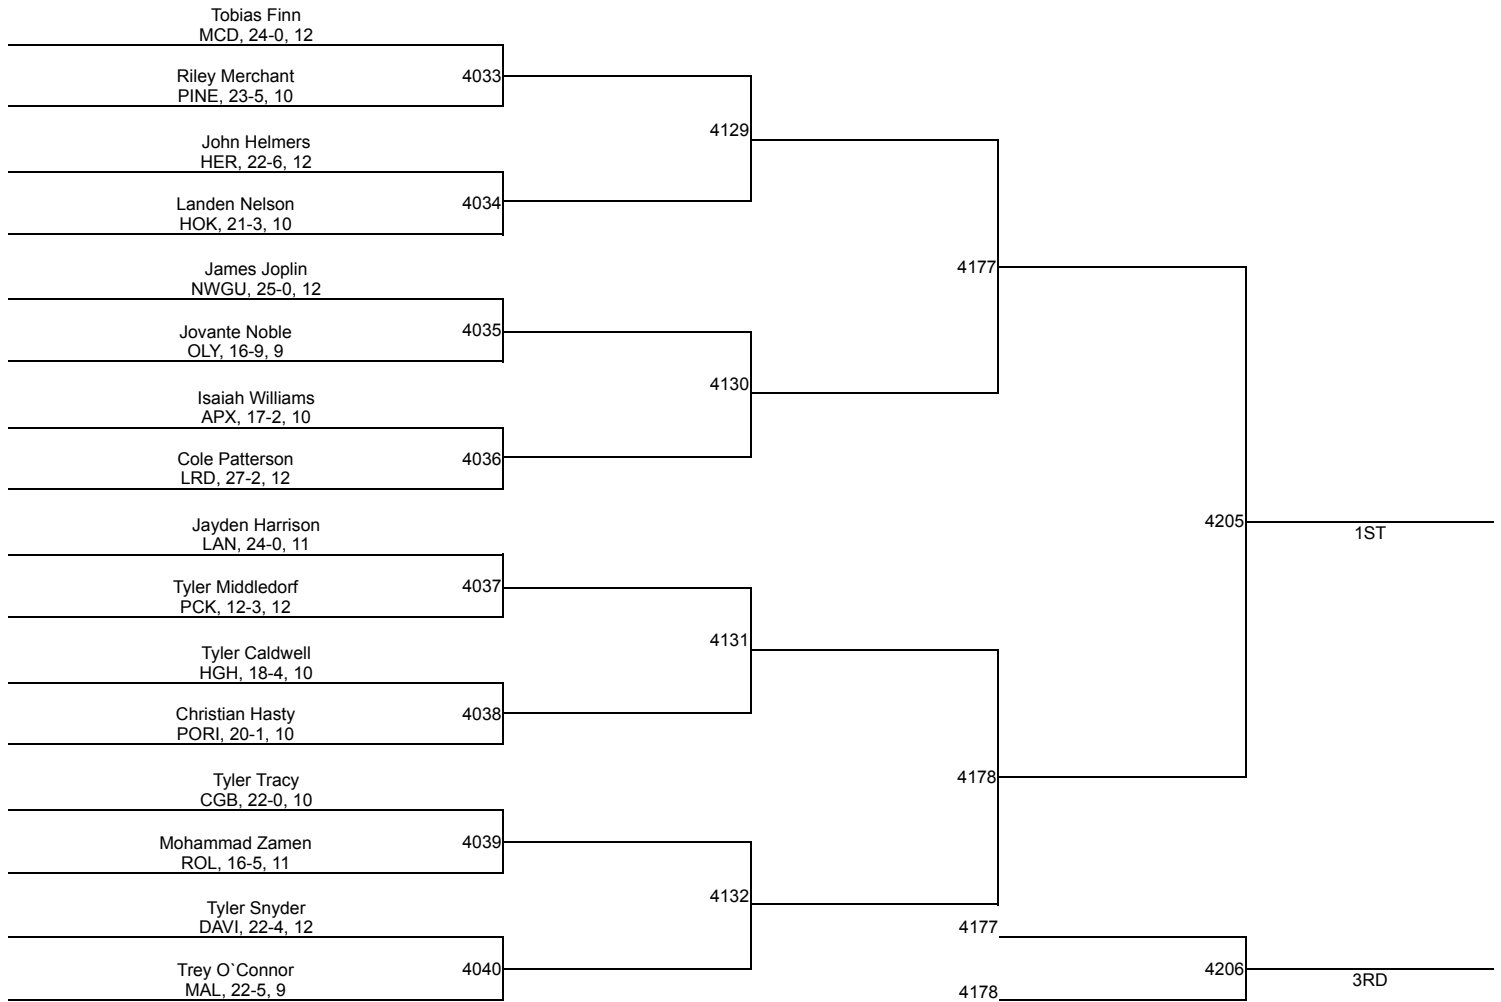 Tobias Finn
MCD, 24-0, 12
Riley Merchant
PINE, 23-5, 10
4033
John Helmers
HER, 22-6, 12
Landen Nelson
HOK, 21-3, 10
4034
James Joplin
NWGU, 25-0, 12
Jovante Noble
OLY, 16-9, 9
4035
Isaiah Williams
APX, 17-2, 10
Cole Patterson
LRD, 27-2, 12
4036
Jayden Harrison
LAN, 24-0, 11
Tyler Middledorf
PCK, 12-3, 12
4037
Tyler Caldwell
HGH, 18-4, 10
Christian Hasty
PORI, 20-1, 10
4038
Tyler Tracy
CGB, 22-0, 10
Mohammad Zamen
ROL, 16-5, 11
4039
Tyler Snyder
DAVI, 22-4, 12
Trey O`Connor
MAL, 22-5, 9
4040
4129
4130
4131
4132
4177
4178
4205
1ST
4177
4178
4206
3RD